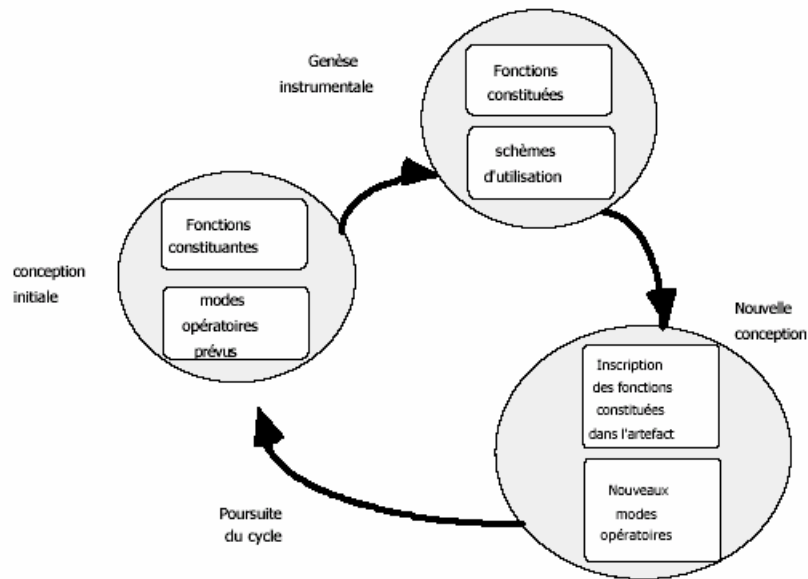 Genèse
instrumentale
Fonctions
constituées
schèmes
d'utilisation
conception
initiale
Fonctions
constituantes
modes
opératoires
prévus
Nouvelle
conception
Inscription
des fonctions
constituées
dans l'artefact
Nouveaux
modes
opératoires
Poursuite
du cycle